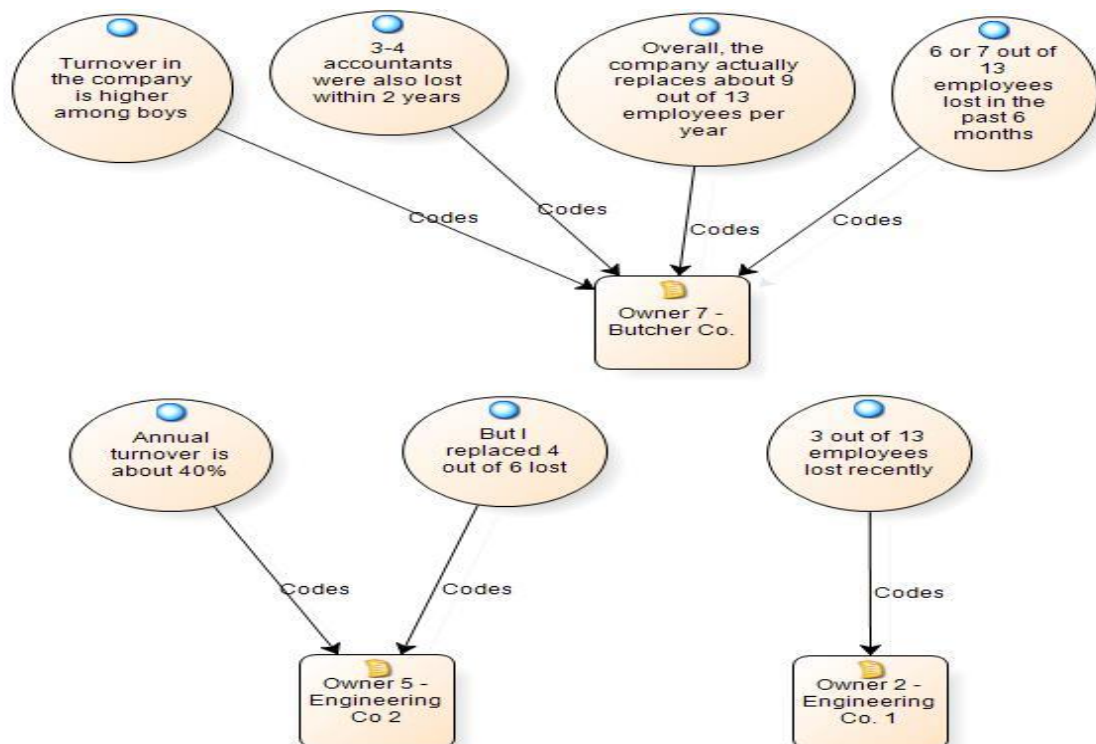 Turnover in
the company
is higher
among boys
3-4
accountants
were also lost
within 2 years
Overall, the
company actually
replaces about 9
out of 13
employees per
year
6 or 7 out of
13
employees
lost in the
past 6
months
Codes
Codes
Codes
Codes
Owner 7 -
Butcher Co.
Annual
turnover is
about 40%
But I
replaced 4
out of 6 lost
3 out of 13
employees
lost recently
Codes
Codes
Codes
Owner 5 -
Engineering
Co 2
Owner 2 -
Engineering
Co. 1